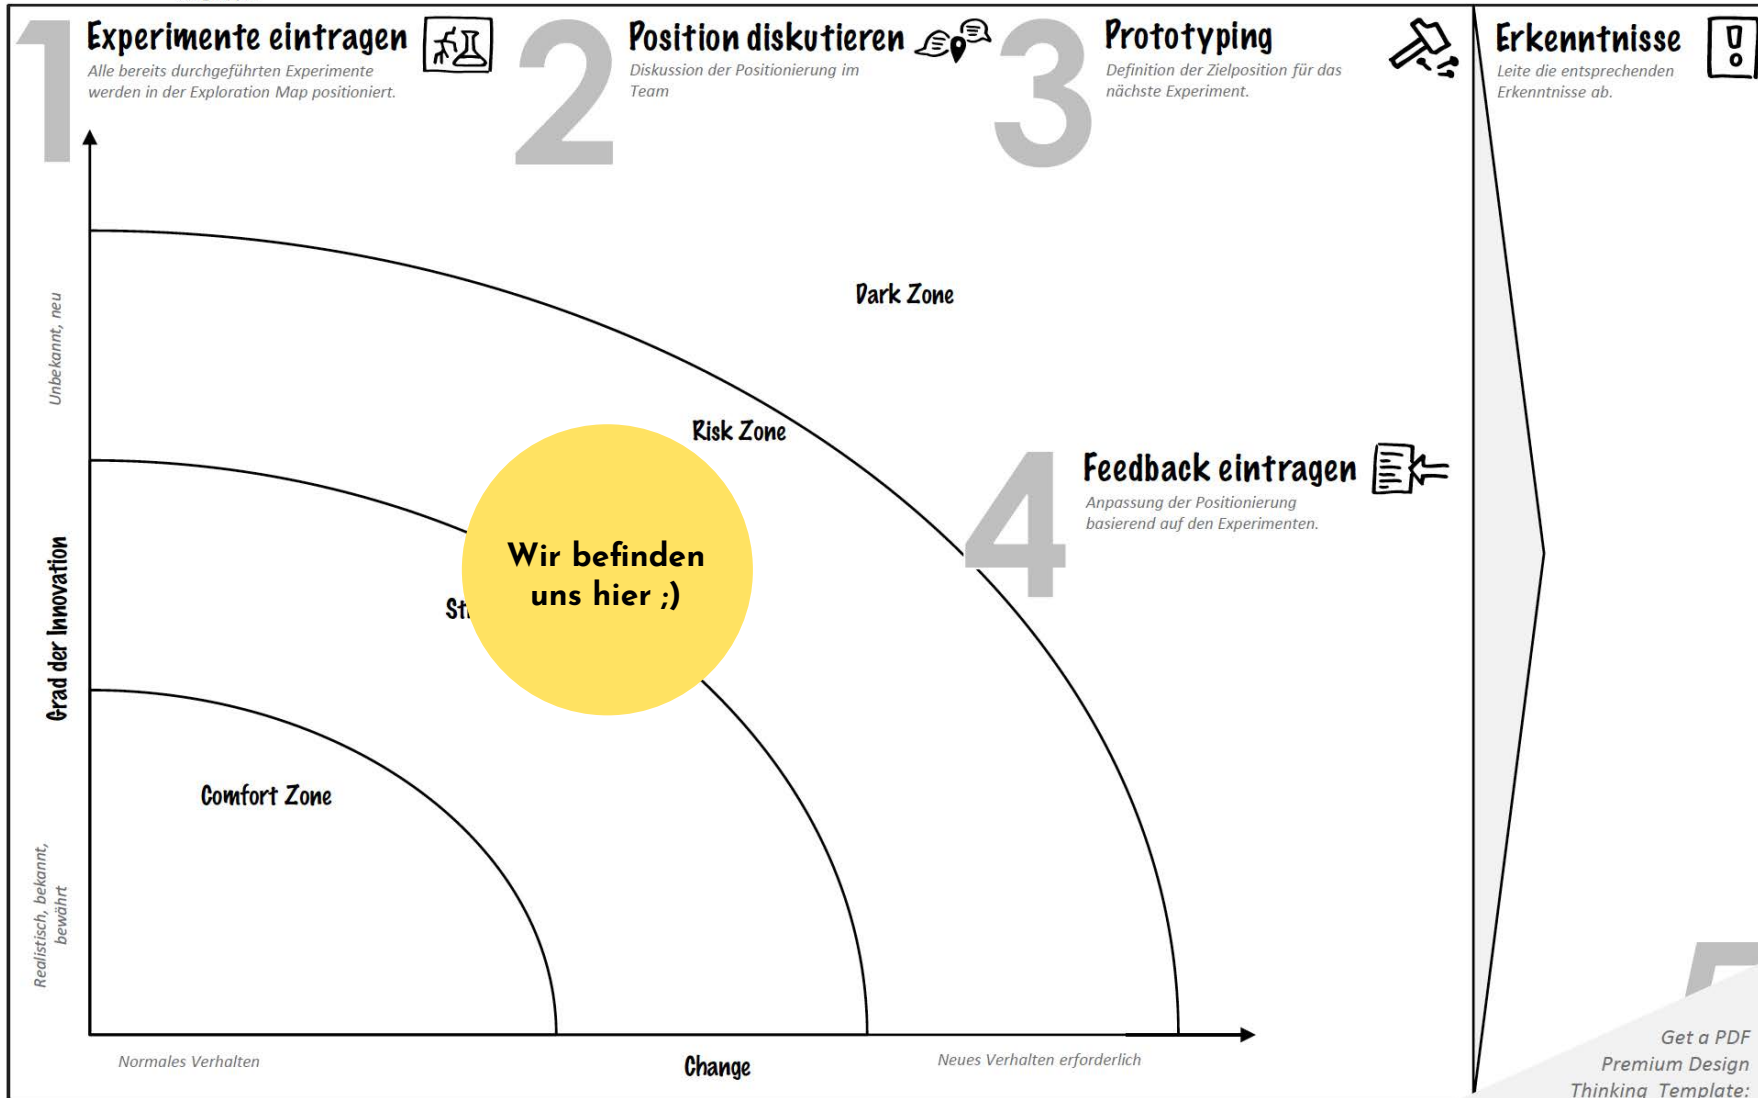 1
Experimente eintragen
Alle bereits durchgeführten Experimente
werden in der Exploration Map positioniert.
2
Position diskutieren
Diskussion der Positionierung im
Team
3
Prototyping
Definition der Zielposition für das
nächste Experiment.
Erkenntnisse
Leite die entsprechenden
Erkenntnisse ab.
Dark Zone
Unbekannt, neu
Risk Zone
4
Feedback eintragen
Anpassung der Positionierung
basierend auf den Experimenten.
Wir befinden
uns hier ;)
Grad der Innovation
Comfort Zone
Realistisch, bekannt,
bewährt
Normales Verhalten
Change
Neues Verhalten erforderlich
Get a PDF
Premium Design
Thinking Template: